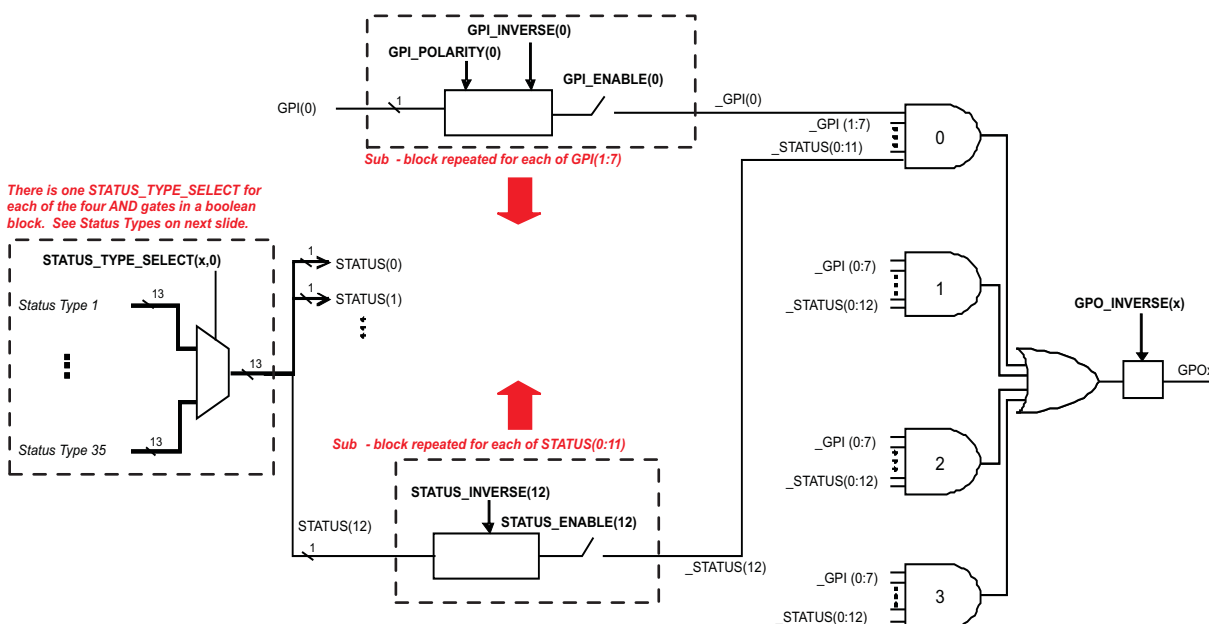 GPI_INVERSE(0)
GPI_POLARITY(0)
GPI_ENABLE(0)
GPI(0)
1
_GPI(0)
_GPI (1:7)
_STATUS(0:11)
0
Sub - block repeated for each of GPI(1:7)
There is one STATUS_TYPE_SELECT for
each of the four AND gates in a boolean
block. See Status Types on next slide.
STATUS_TYPE_SELECT(x,0)
Status Type 1
13
13
Status Type 35
13
1
STATUS(0)
1
STATUS(1)
_GPI (0:7)
_STATUS(0:12)
1
GPO_INVERSE(x)
GPOx
Sub - block repeated for each of STATUS(0:11)
_GPI (0:7)
_STATUS(0:12)
2
STATUS_INVERSE(12)
STATUS_ENABLE(12)
STATUS(12)
1
_STATUS(12)
_GPI (0:7)
_STATUS(0:12)
3